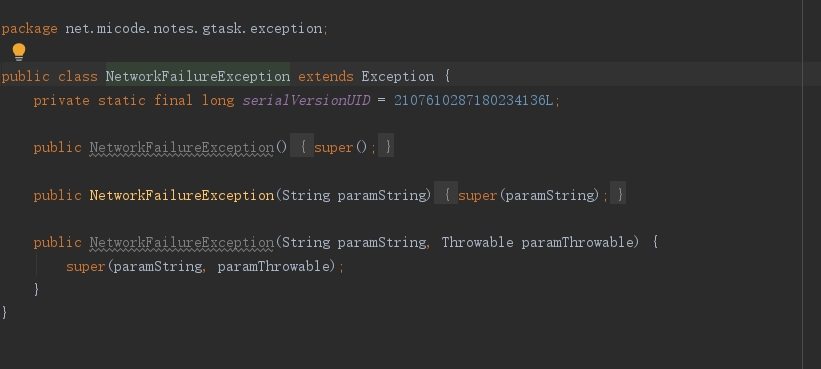 package net.micode.notes.gtask.exception;
public class NetworkFailureException extends Exception {
private static final long serialVersionUID = 2107610287180234136L;
public NetworkFailureException() { super(); }
public NetworkFailureException(String paramString) { super(paramString); }
public NetworkFailureException(String paramString, Throwable paramThrowable) {
super(paramString, paramThrowable);
}
}